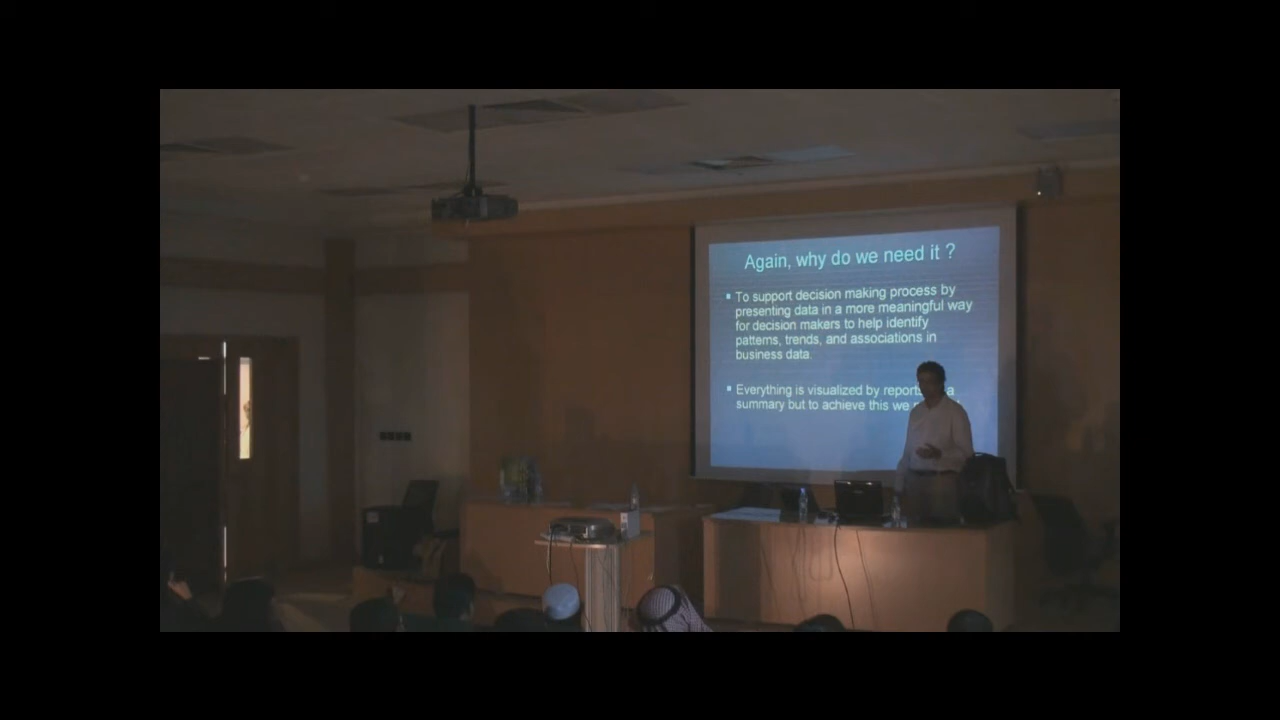 Again, why do we need it ?
To support decision making process by
presenting data in a more meaningful way
for decision makers to help identify
patterns, trends, and associations in
business data.
Everything is visualized by reports a
summary but to achieve this we